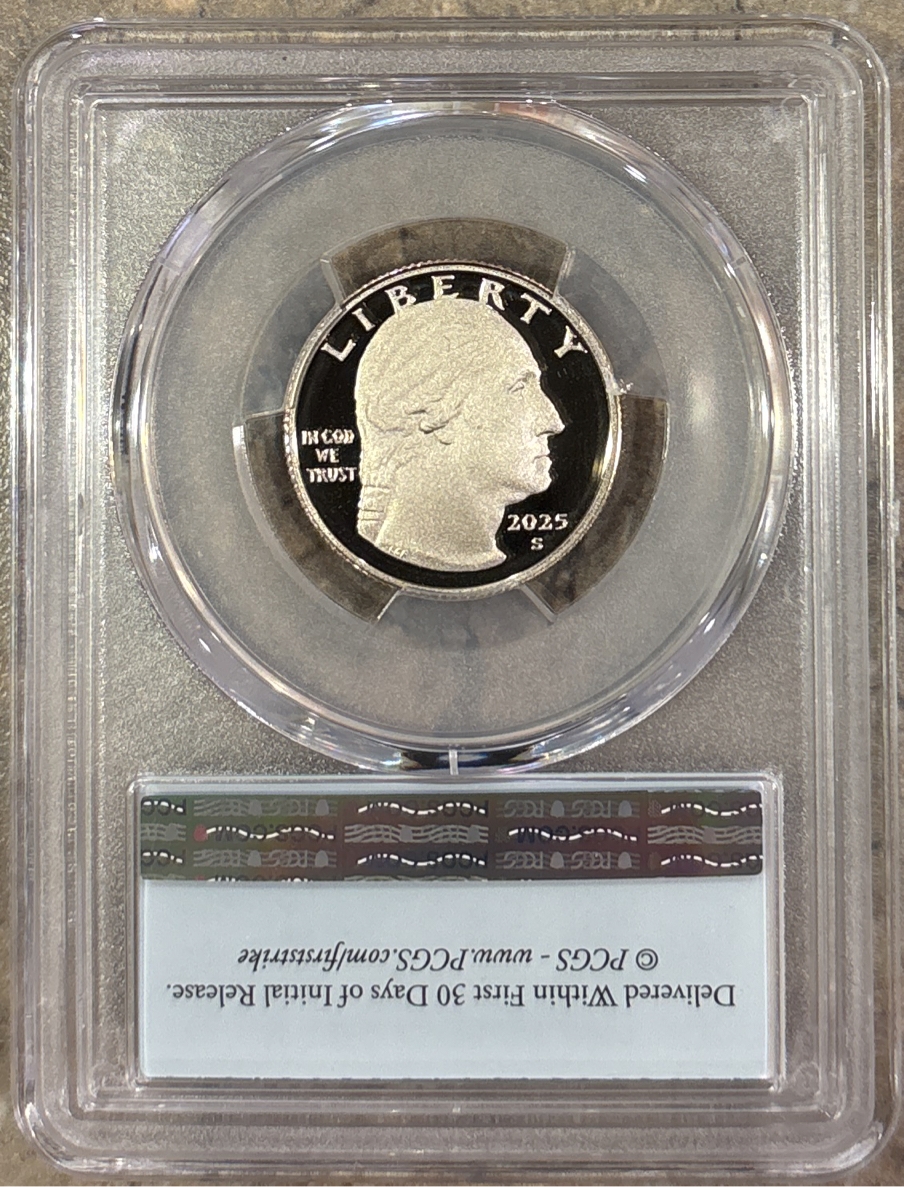 LIBERTY
IN GOD
WE
TRUST
2025
S
Delivered Within First 30 Days of Initial Release.
© PCGS - www.PCGS.com/firststrike